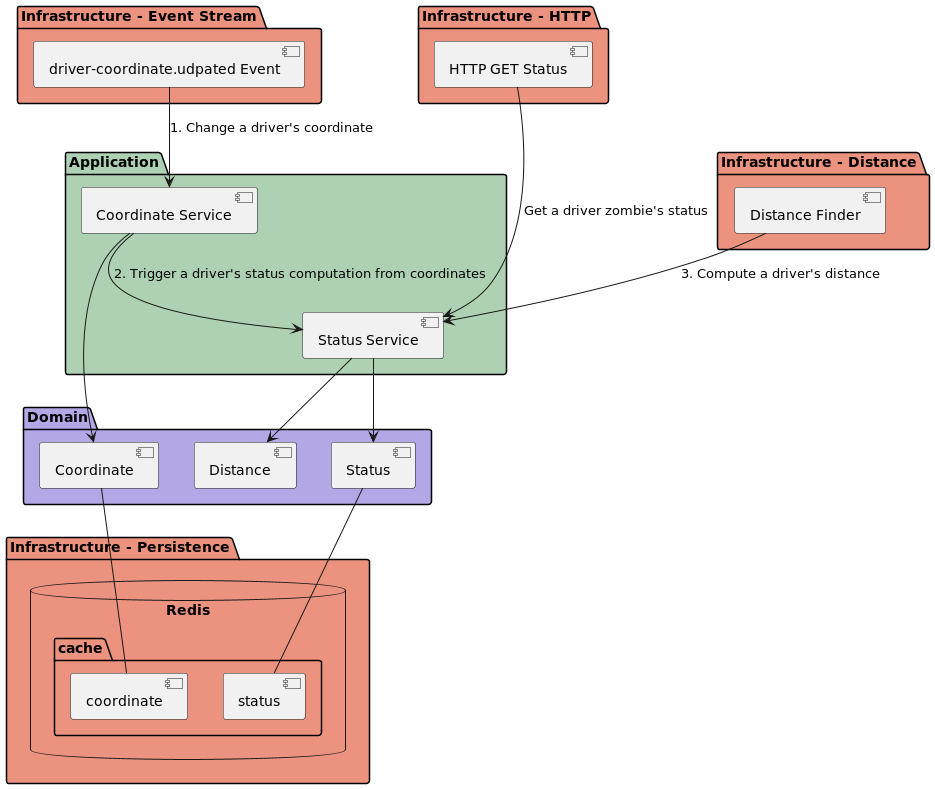 Infrastructure - Event Stream
driver-coordinate.udpated Event
Infrastructure - HTTP
HTTP GET Status
1. Change a driver's coordinate
Application
Coordinate Service
Infrastructure - Distance
Distance Finder
Get a driver zombie's status
2. Trigger a driver's status computation from coordinates
3. Compute a driver's distance
Status Service
Domain
Coordinate
Distance
Status
Infrastructure - Persistence
Redis
cache
coordinate
status